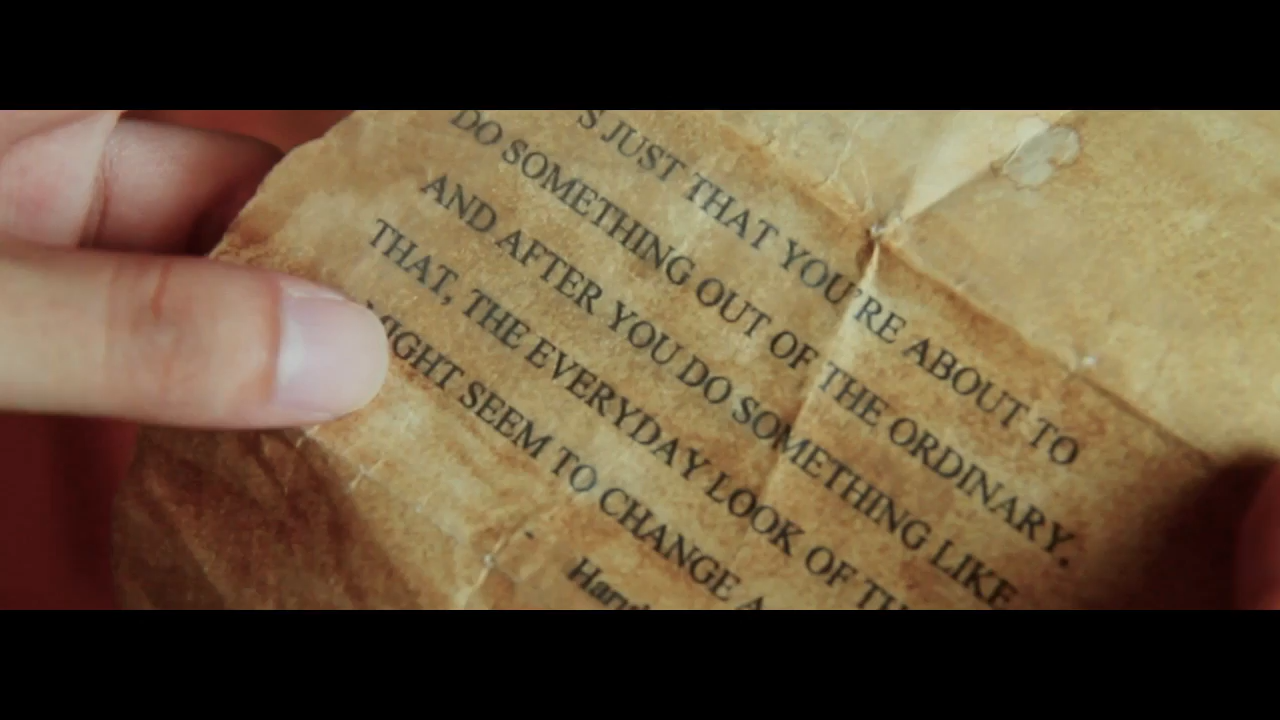 S JUST THAT YOU'RE ABOUT TO
DO SOMETHING OUT OF THE ORDINARY.
AND AFTER YOU DO SOMETHING LIKE
THAT, THE EVERYDAY LOOK OF
MIGHT SEEM TO CHANGE A